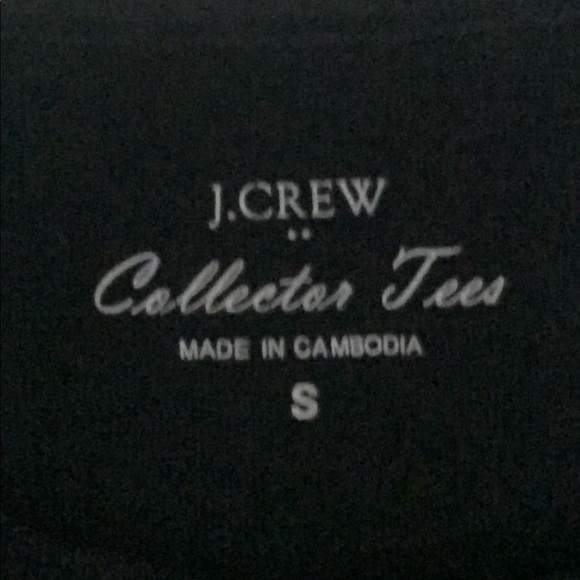 J.CREW
••
Collector Tees
MADE IN CAMBODIA
S